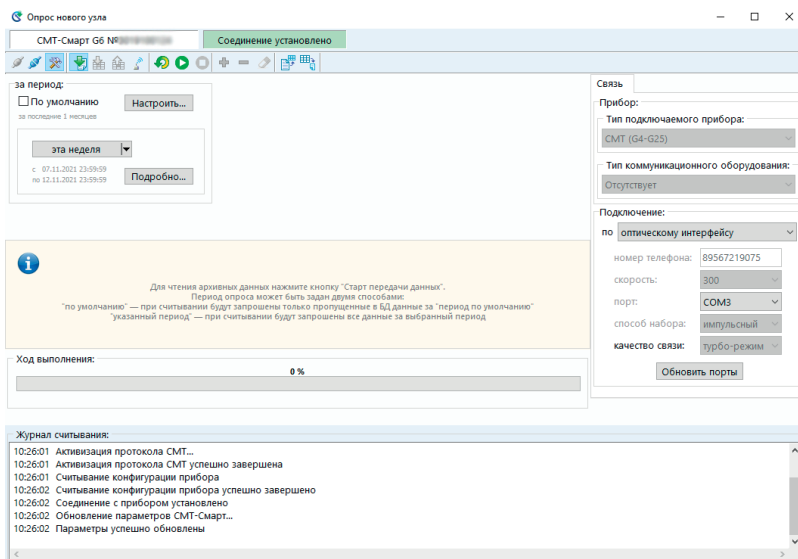 Опрос нового узла
СМТ-Смарт G6 №
Соединение установлено
за период:
По умолчанию
Настроить...
за последние 1 месяцев
эта неделя
с 07.11.2021 23:59:59
по 12.11.2021 23:59:59
Подробно...
Связь
Прибор:
Тип подключаемого прибора:
СМТ (G4-G25)
Тип коммуникационного оборудования:
Отсутствует
Подключение:
по оптическому интерфейсу
номер телефона: 89567219075
скорость: 300
порт: COM3
способ набора: импульсный
качество связи: турбо-режим
Обновить порты
Для чтения архивных данных нажмите кнопку "Старт передачи данных".
Период опроса может быть задан двумя способами:
"по умолчанию" — при считывании будут запрошены только пропущенные в БД данные за "период по умолчанию"
"указанный период" — при считывании будут запрошены все данные за выбранный период
Ход выполнения:
0 %
Журнал считывания:
10:26:01 Активизация протокола СМТ...
10:26:01 Активизация протокола СМТ успешно завершена
10:26:01 Считывание конфигурации прибора
10:26:02 Считывание конфигурации прибора успешно завершено
10:26:02 Соединение с прибором установлено
10:26:02 Обновление параметров СМТ-Смарт...
10:26:02 Параметры успешно обновлены